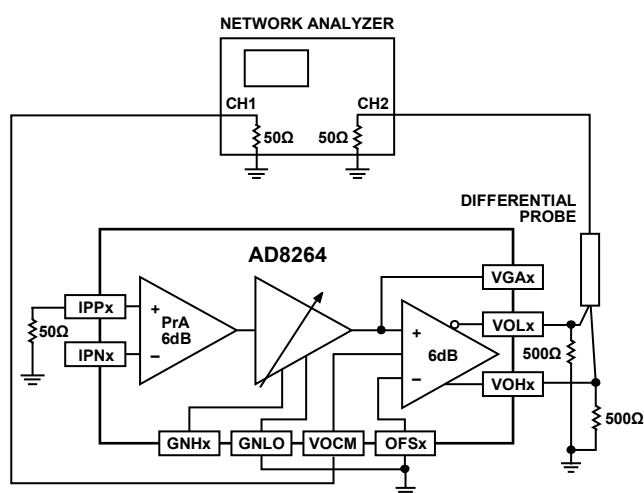 NETWORK ANALYZER
CH1
CH2
50Ω
50Ω
DIFFERENTIAL
PROBE
AD8264
VGAx
IPPx
+
PrA
6dB
–
+
6dB
–
VOLx
50Ω
IPNx
500Ω
VOHx
500Ω
GNHx
GNLO
VOCM
OFSx